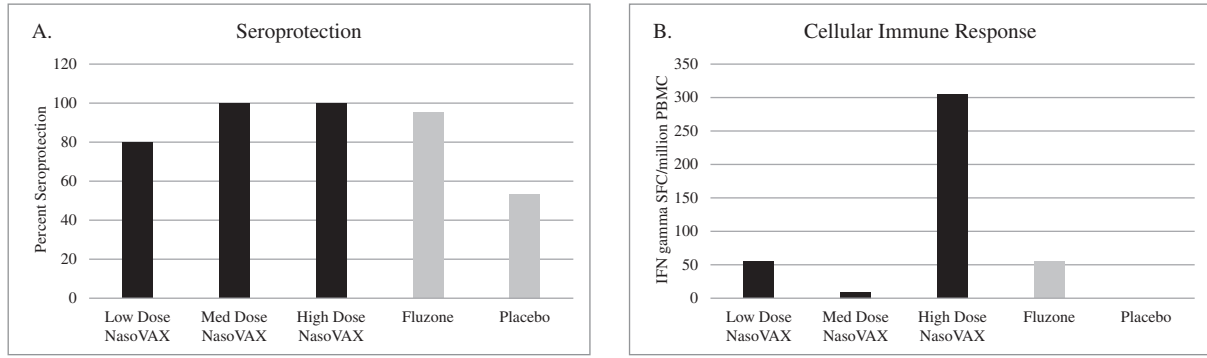 A.
Seroprotection
Percent Seroprotection
120
100
80
60
40
20
0
Low Dose
NasoVAX
Med Dose
NasoVAX
High Dose
NasoVAX
Fluzone
Placebo
B.
Cellular Immune Response
IFN gamma SFC/million PBMC
350
300
250
200
150
100
50
0
Low Dose
NasoVAX
Med Dose
NasoVAX
High Dose
NasoVAX
Fluzone
Placebo